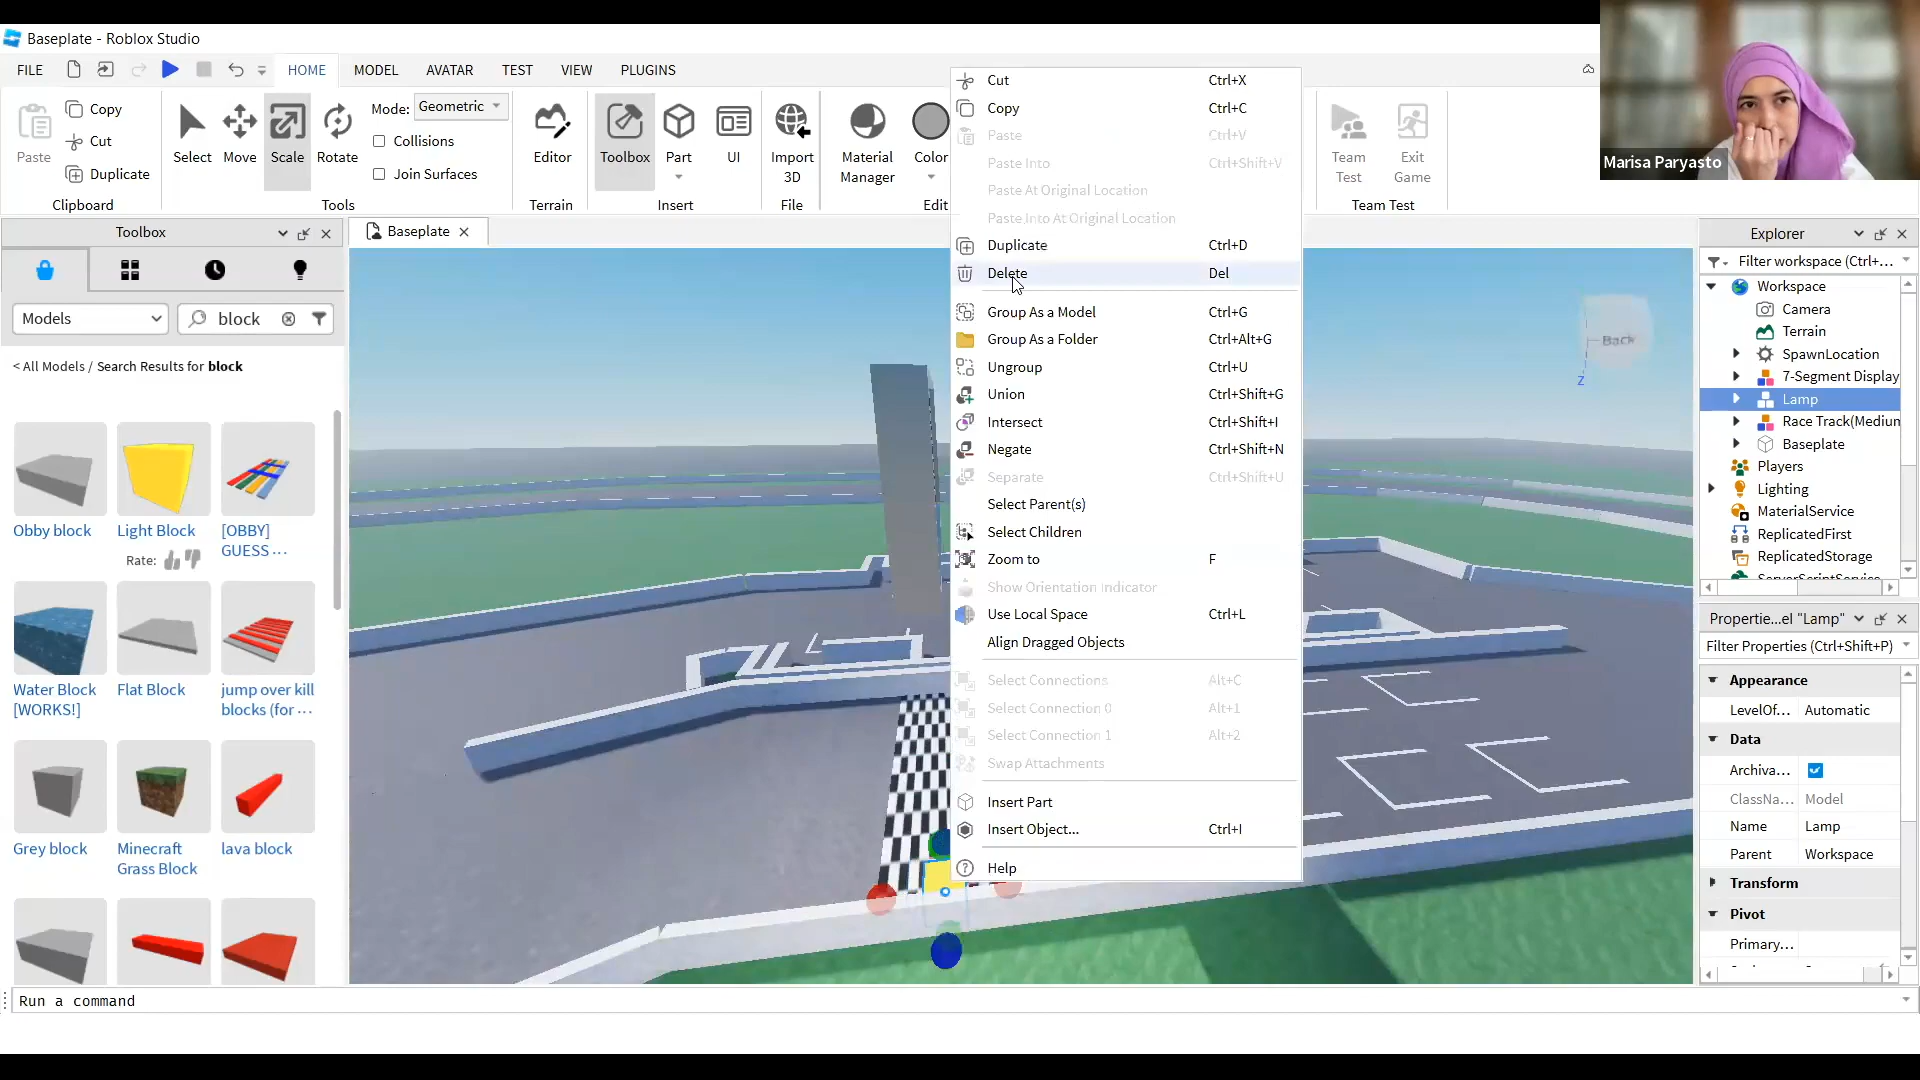 Baseplate - Roblox Studio
FILE
HOME
MODEL
AVATAR
TEST
VIEW
PLUGINS
Paste
Copy
Cut
Duplicate
Clipboard
Select
Move
Scale
Rotate
Mode: Geometric
Collisions
Join Surfaces
Tools
Editor
Terrain
Toolbox
Part
UI
Insert
Import
3D
File
Material
Manager
Color
Edit
Team
Test
Exit
Game
Team Test
Marisa Paryasto
Toolbox
Models
block
< All Models / Search Results for block
Obby block
Light Block
Rate:
[OBBY]
GUESS ...
Water Block
[WORKS!]
Flat Block
jump over kill
blocks (for ...
Grey block
Minecraft
Grass Block
lava block
Baseplate
Back
Z
Cut Ctrl+X
Copy Ctrl+C
Paste Ctrl+V
Paste Into Ctrl+Shift+V
Paste At Original Location
Paste Into At Original Location
Duplicate Ctrl+D
Delete Del
Group As a Model Ctrl+G
Group As a Folder Ctrl+Alt+G
Ungroup Ctrl+U
Union Ctrl+Shift+G
Intersect Ctrl+Shift+I
Negate Ctrl+Shift+N
Separate Ctrl+Shift+U
Select Parent(s)
Select Children
Zoom to F
Show Orientation Indicator
Use Local Space Ctrl+L
Align Dragged Objects
Select Connections Alt+C
Select Connection 0 Alt+1
Select Connection 1 Alt+2
Swap Attachments
Insert Part
Insert Object... Ctrl+I
Help
Explorer
Filter workspace (Ctrl+...
Workspace
Camera
Terrain
SpawnLocation
7-Segment Display
Lamp
Race Track(Medium
Baseplate
Players
Lighting
MaterialService
ReplicatedFirst
ReplicatedStorage
ServerScriptService
Propertie...el "Lamp"
Filter Properties (Ctrl+Shift+P)
Appearance
LevelOf... Automatic
Data
Archiva...
ClassNa... Model
Name Lamp
Parent Workspace
Transform
Pivot
Primary...
Run a command